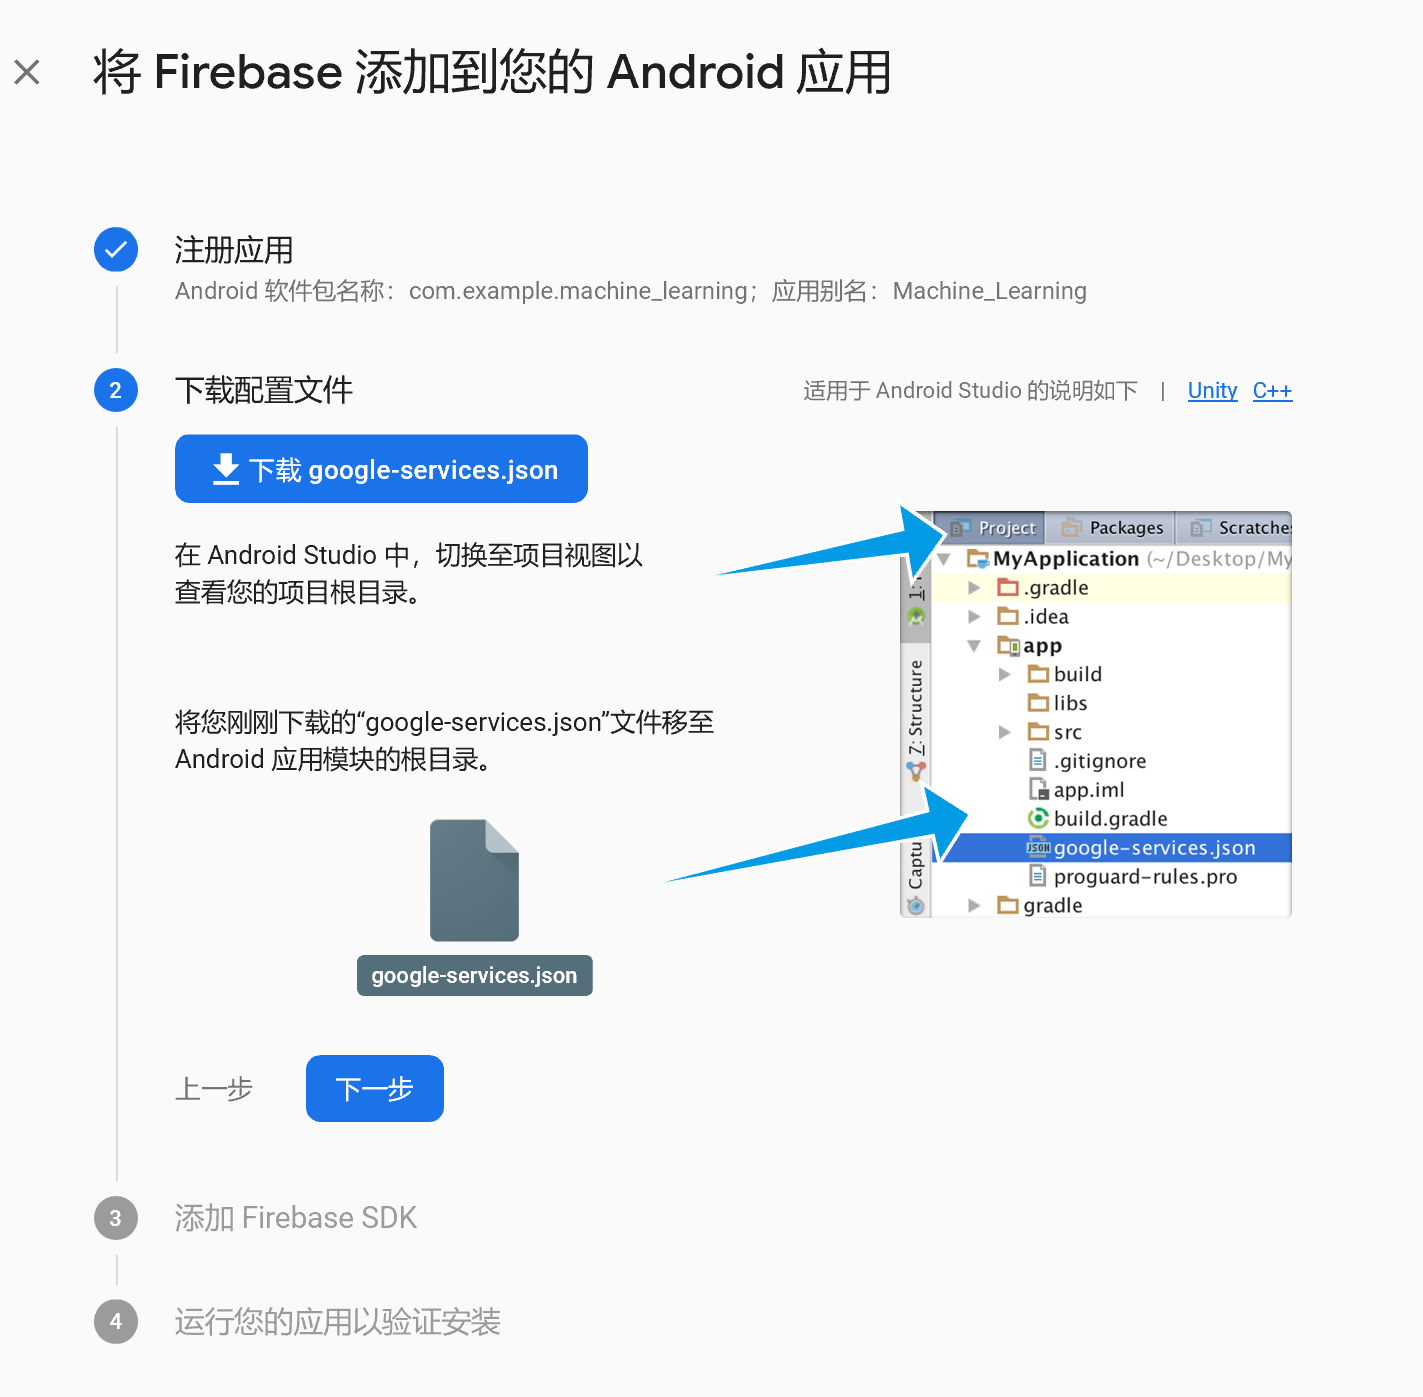 将 Firebase 添加到您的 Android 应用
注册应用
Android 软件包名称：com.example.machine_learning；应用别名：Machine_Learning
2
下载配置文件
适用于 Android Studio 的说明如下 | Unity C++
下载 google-services.json
在 Android Studio 中，切换至项目视图以
查看您的项目根目录。
将您刚刚下载的“google-services.json”文件移至
Android 应用模块的根目录。
google-services.json
Project Packages Scratches
MyApplication (~/Desktop/My
.gradle
.idea
app
build
libs
src
.gitignore
app.iml
build.gradle
JSON google-services.json
proguard-rules.pro
gradle
1:
Z: Structure
Captu
上一步
下一步
3
添加 Firebase SDK
4
运行您的应用以验证安装